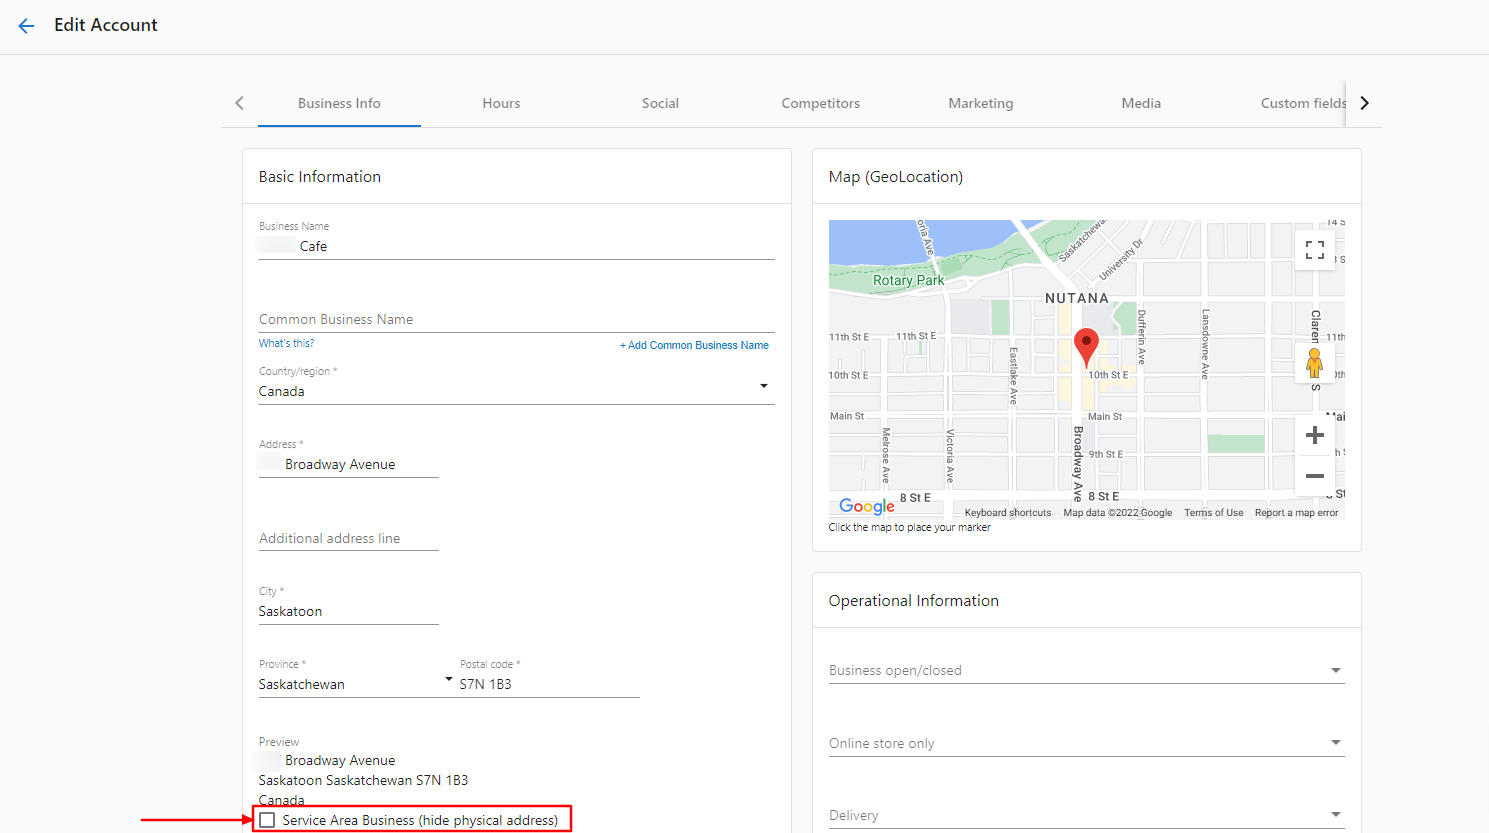 Edit Account
Business Info
Hours
Social
Competitors
Marketing
Media
Custom fields
Basic Information
Business Name
Cafe
Common Business Name
What's this?
+ Add Common Business Name
Country/region *
Canada
Address *
Broadway Avenue
Additional address line
City *
Saskatoon
Province *
Saskatchewan
Postal code *
S7N 1B3
Preview
Broadway Avenue
Saskatoon Saskatchewan S7N 1B3
Canada
Service Area Business (hide physical address)
Map (GeoLocation)
14 S
Saskatchewa
University Dr
Rotary Park
NUTANA
Dufferin Ave
Lansdowne Ave
Claren
11th St E
11th St E
11th
Eastlake Ave
10th St E
10th St E
Main St
Main St
Melrose Ave
Victoria Ave
Broadway Ave
9th St E
8 St E
8 St E
Google
Keyboard shortcuts
Map data ©2022 Google
Terms of Use
Report a map error
Click the map to place your marker
Operational Information
Business open/closed
Online store only
Delivery